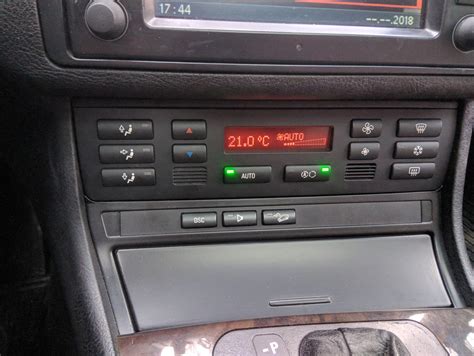 17:44
--.--.2018
21.0 °C AUTO
AUTO
DSC
P